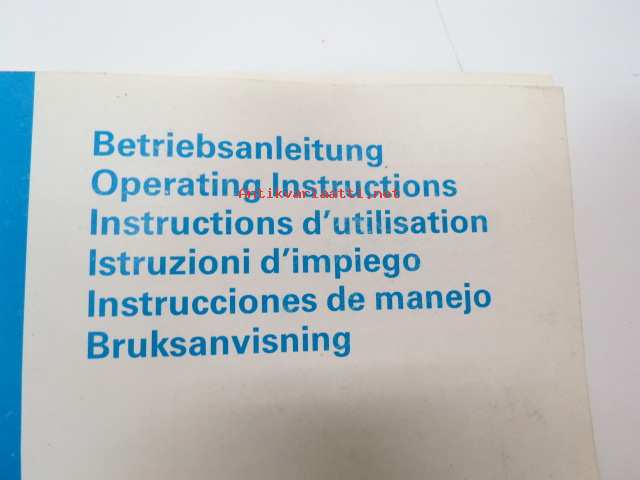 Betriebsanleitung
Operating Instructions
Antikvariaatti.net
Instructions d'utilisation
Istruzioni d'impiego
Instrucciones de manejo
Bruksanvisning